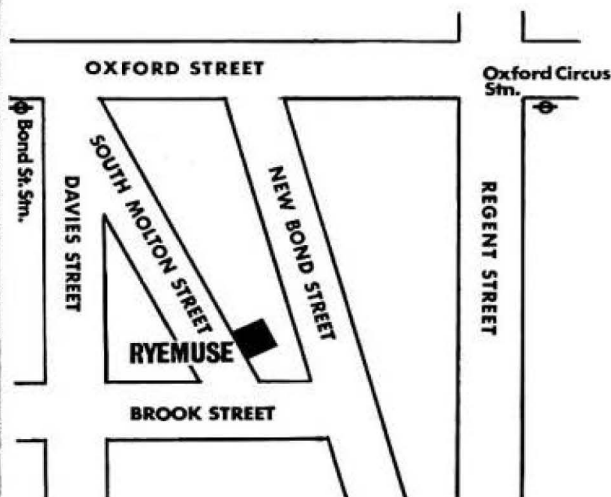 OXFORD STREET
Oxford Circus
Stn.
Bond St. Stn.
DAVIES STREET
SOUTH MOLTON STREET
NEW BOND STREET
REGENT STREET
RYEMUSE
BROOK STREET